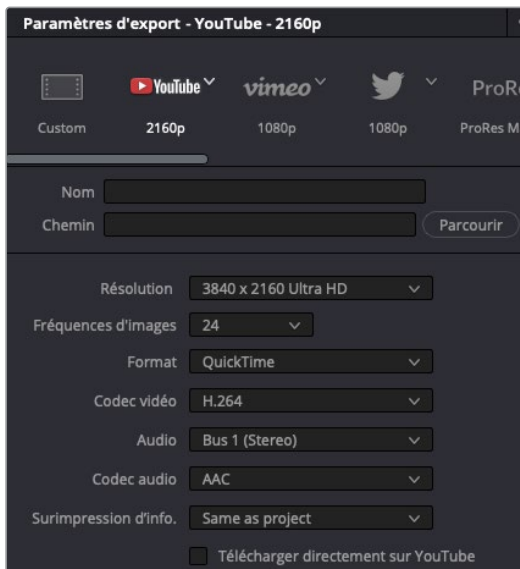 Paramètres d'export - YouTube - 2160p
YouTube vimeo ProRe
Custom 2160p 1080p 1080p ProRes M
Nom
Chemin Parcourir
Résolution 3840 x 2160 Ultra HD
Fréquences d'images 24
Format QuickTime
Codec vidéo H.264
Audio Bus 1 (Stereo)
Codec audio AAC
Surimpression d'info. Same as project
Télécharger directement sur YouTube